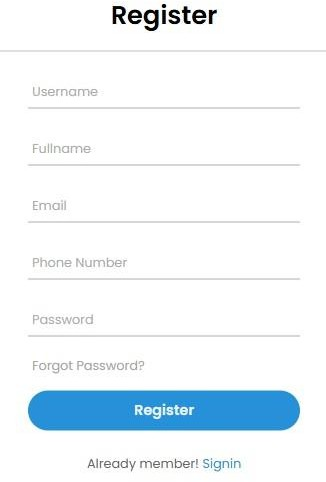 Register
Username
Fullname
Email
Phone Number
Password
Forgot Password?
Register
Already member! Signin